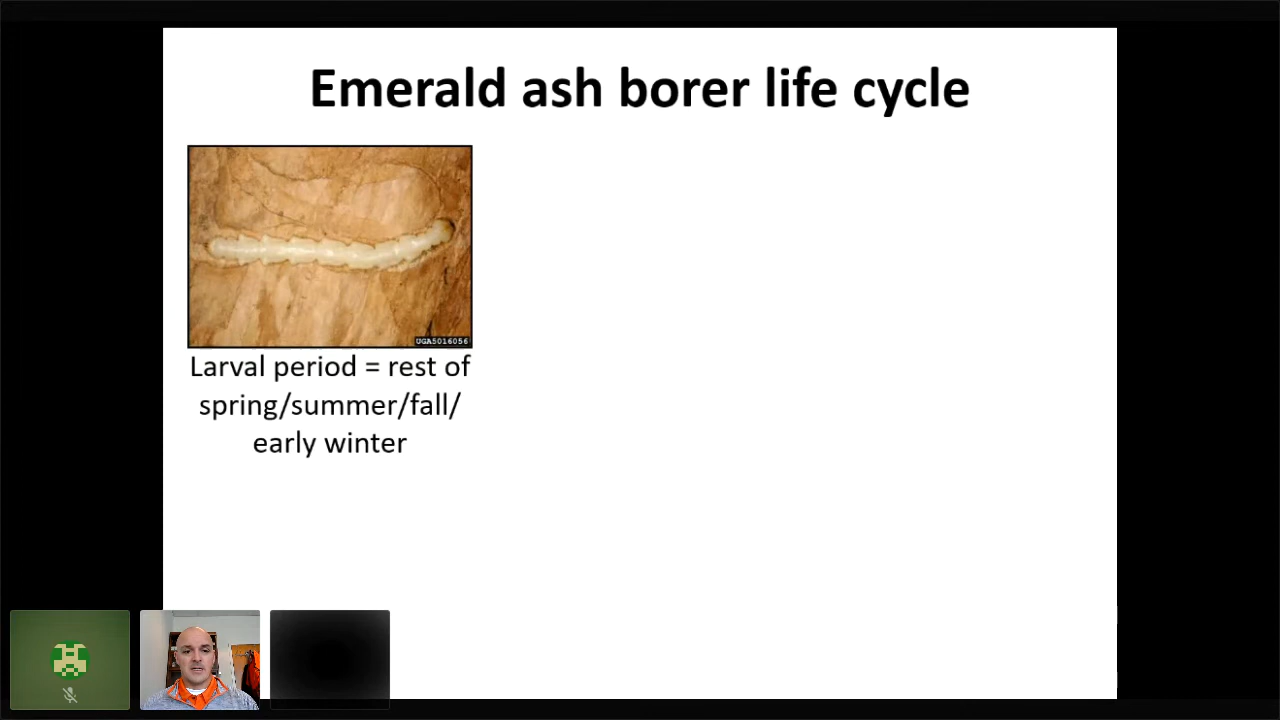 Emerald ash borer life cycle
UGA5016056
Larval period = rest of
spring/summer/fall/
early winter